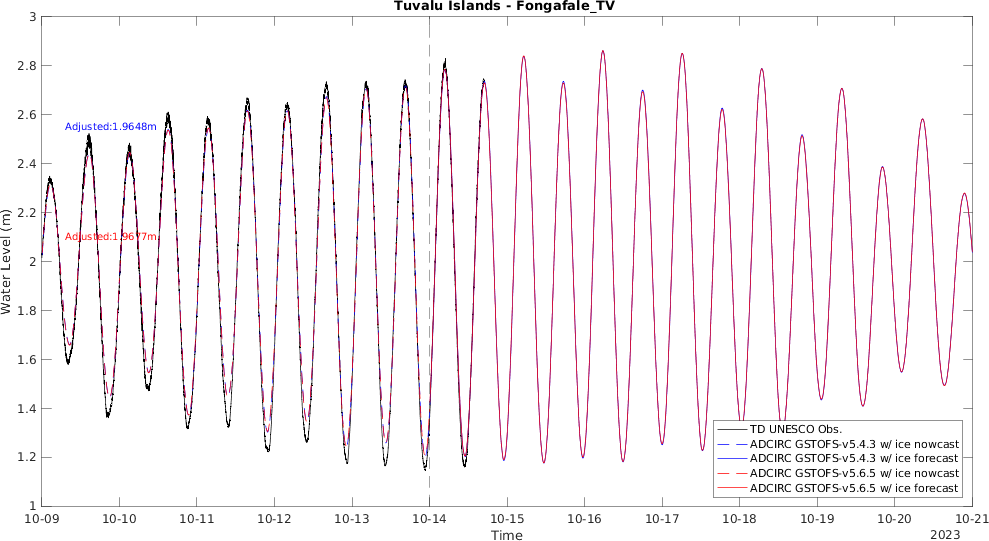 Tuvalu Islands - Fongafale_TV
3
2.8
2.6
2.4
2.2
2
1.8
1.6
1.4
1.2
1
Water Level (m)
Adjusted:1.9648m
Adjusted:1.9677m
TD UNESCO Obs.
ADCIRC GSTOFS-v5.4.3 w/ ice nowcast
ADCIRC GSTOFS-v5.4.3 w/ ice forecast
ADCIRC GSTOFS-v5.6.5 w/ ice nowcast
ADCIRC GSTOFS-v5.6.5 w/ ice forecast
10-09 10-10 10-11 10-12 10-13 10-14 10-15 10-16 10-17 10-18 10-19 10-20 10-21
Time
2023